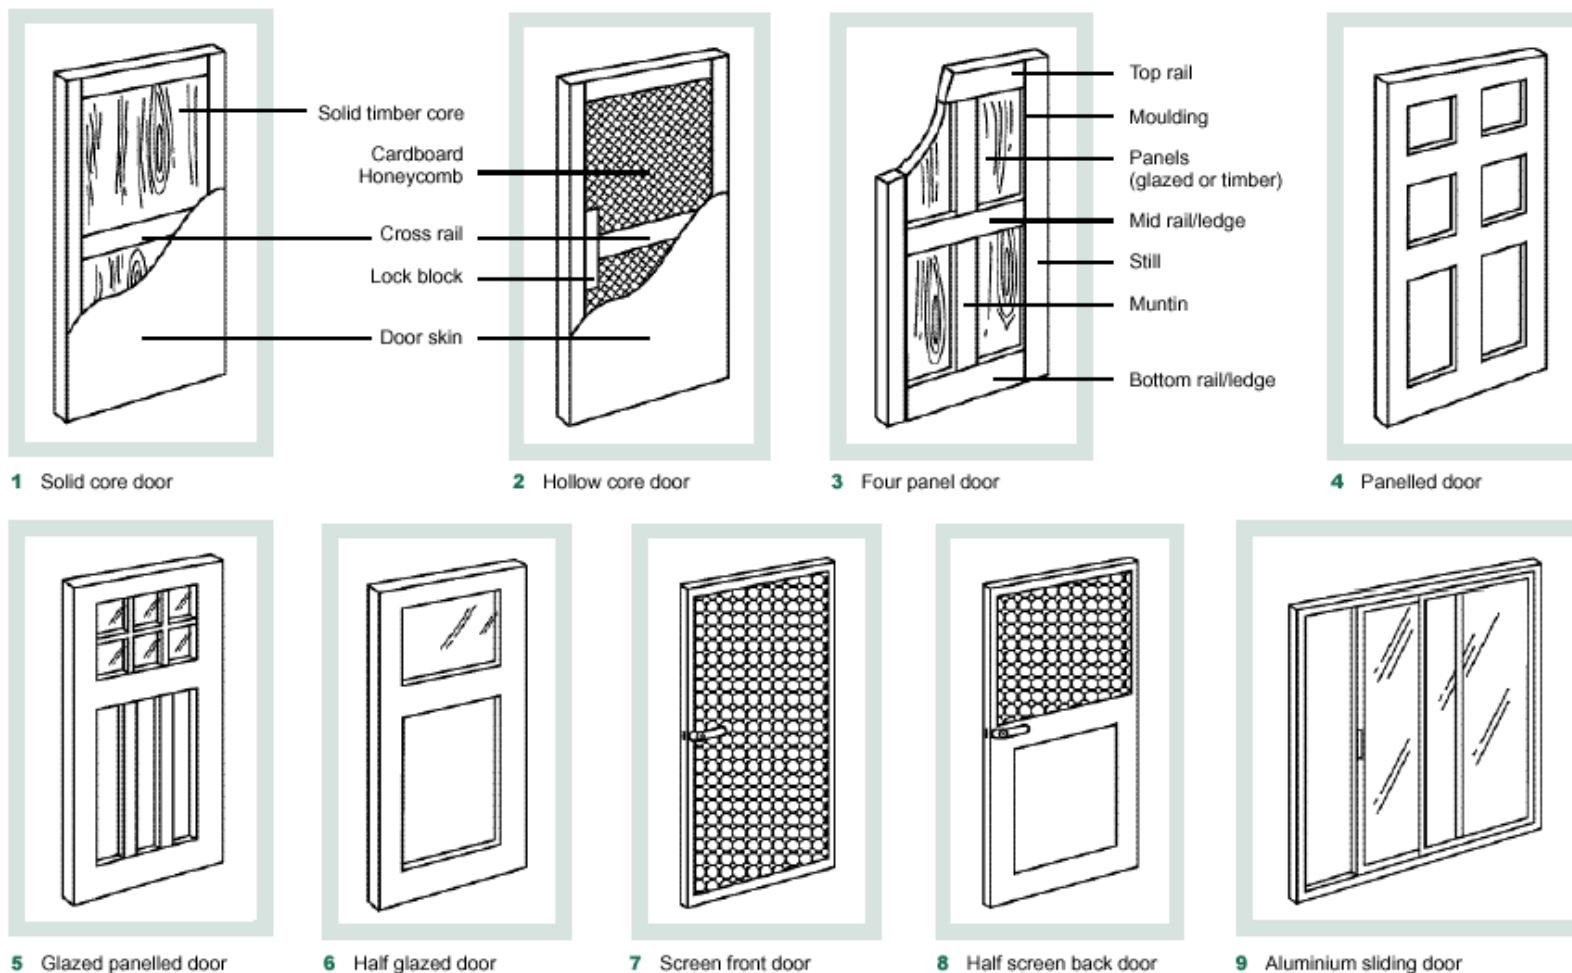 Solid timber core
Cardboard
Honeycomb
Cross rail
Lock block
Door skin
Top rail
Moulding
Panels
(glazed or timber)
Mid rail/ledge
Still
Muntin
Bottom rail/ledge
1 Solid core door
2 Hollow core door
3 Four panel door
4 Panelled door
5 Glazed panelled door
6 Half glazed door
7 Screen front door
8 Half screen back door
9 Aluminium sliding door